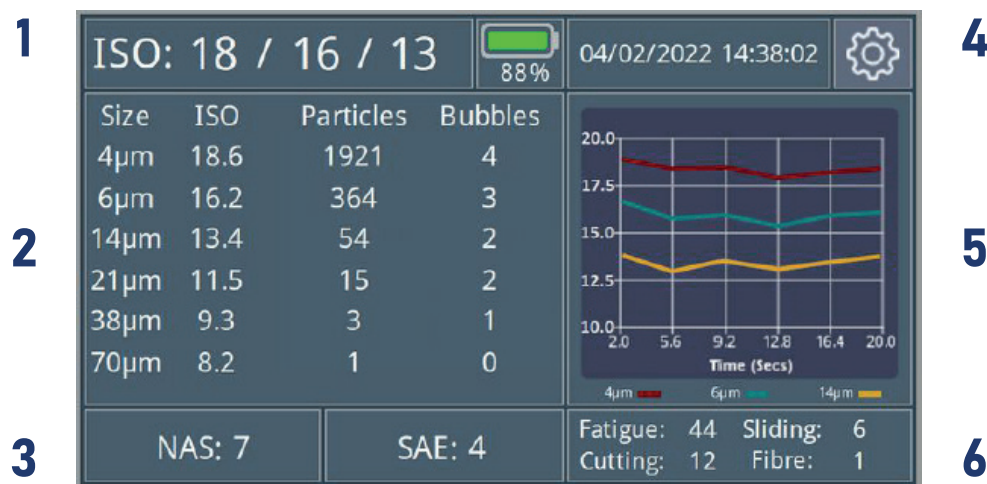 1
ISO: 18 / 16 / 13
88%
04/02/2022 14:38:02
4
2
Size ISO Particles Bubbles
4µm 18.6 1921 4
6µm 16.2 364 3
14µm 13.4 54 2
21µm 11.5 15 2
38µm 9.3 3 1
70µm 8.2 1 0
20.0
17.5
15.0
12.5
10.0
2.0 5.6 9.2 12.8 16.4 20.0
Time (Secs)
4µm 6µm 14µm
5
3
NAS: 7
SAE: 4
Fatigue: 44 Sliding: 6
Cutting: 12 Fibre: 1
6